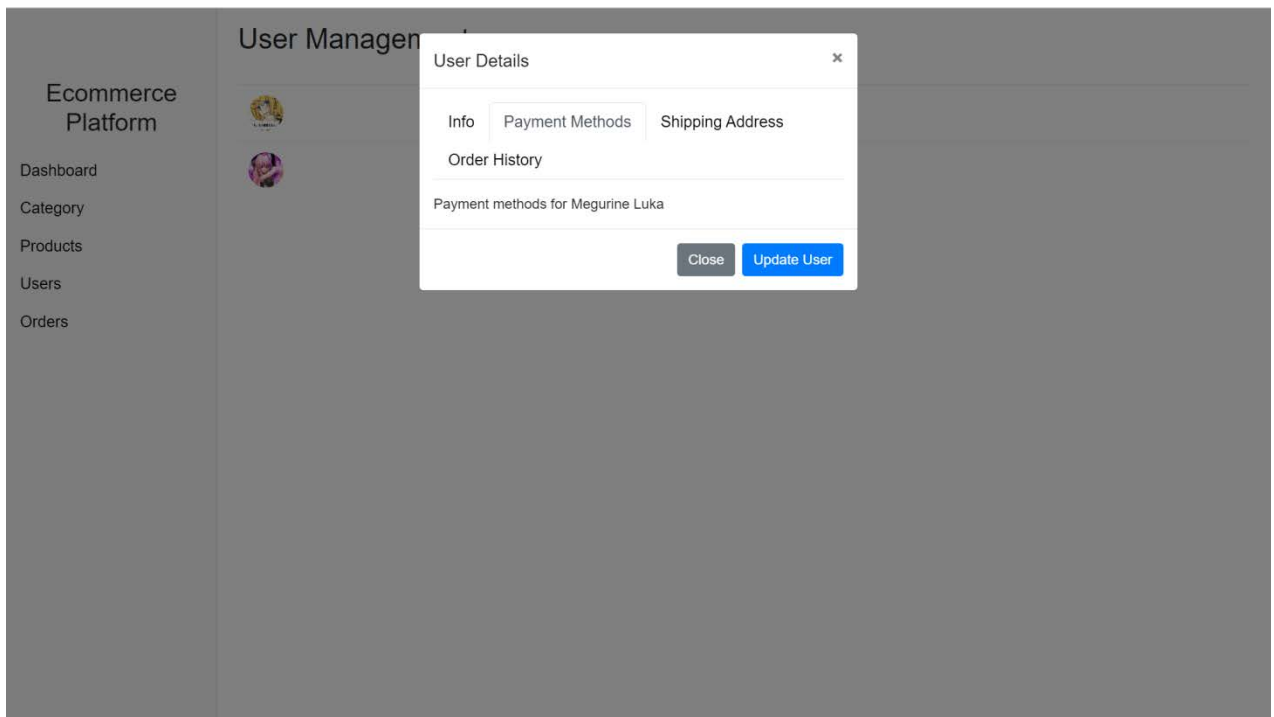 User Managem
Ecommerce
Platform
Dashboard
Category
Products
Users
Orders
User Details
×
Info Payment Methods Shipping Address
Order History
Payment methods for Megurine Luka
Close Update User